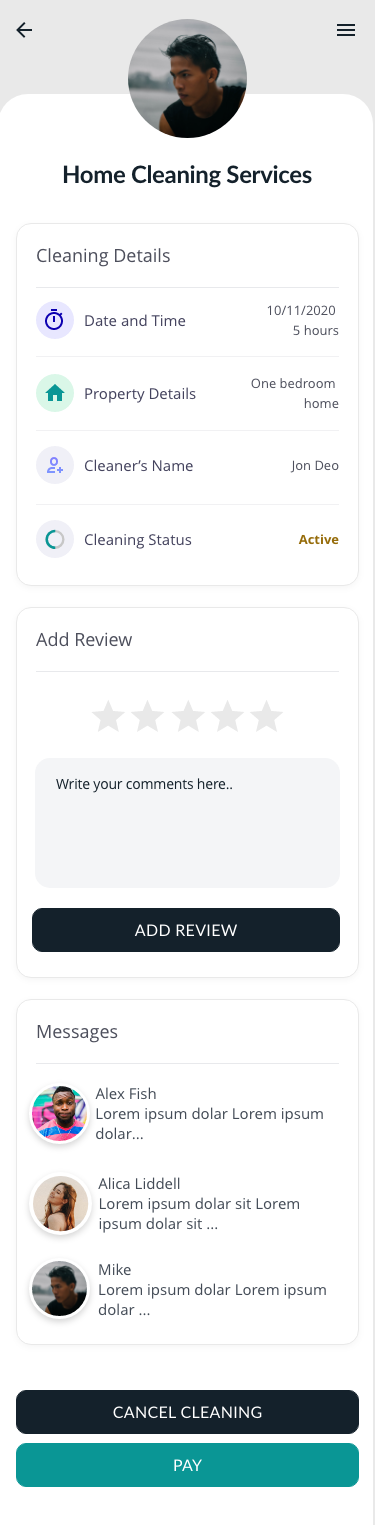 Home Cleaning Services
Cleaning Details
Date and Time
10/11/2020
5 hours
Property Details
One bedroom
home
Cleaner’s Name
Jon Deo
Cleaning Status
Active
Add Review
Write your comments here..
ADD REVIEW
Messages
Alex Fish
Lorem ipsum dolar Lorem ipsum
dolar...
Alica Liddell
Lorem ipsum dolar sit Lorem
ipsum dolar sit ...
Mike
Lorem ipsum dolar Lorem ipsum
dolar ...
CANCEL CLEANING
PAY